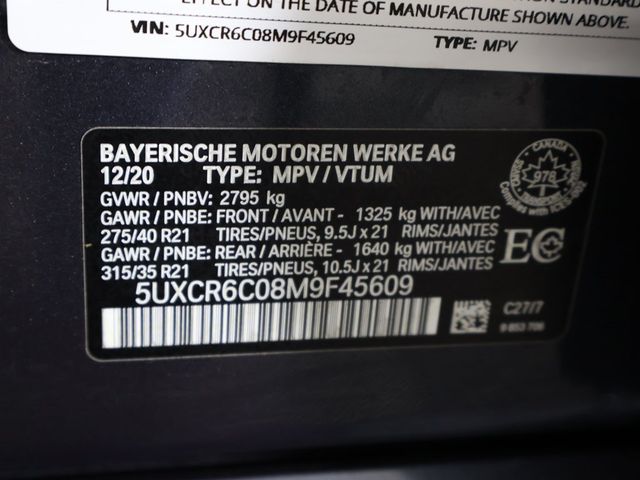 EFFECT ON THE DATE OF MANUFACTURE SHOWN ABOVE.
VIN: 5UXCR6C08M9F45609 TYPE: MPV
BAYERISCHE MOTOREN WERKE AG
12/20 TYPE: MPV / VTUM
GVWR / PNBV: 2795 kg
GAWR / PNBE: FRONT / AVANT - 1325 kg WITH/AVEC
275/40 R21 TIRES/PNEUS, 9.5J x 21 RIMS/JANTES
GAWR / PNBE: REAR / ARRIÈRE - 1640 kg WITH/AVEC
315/35 R21 TIRES/PNEUS, 10.5J x 21 RIMS/JANTES
CANADA
978
EC
5UXCR6C08M9F45609
C27/7